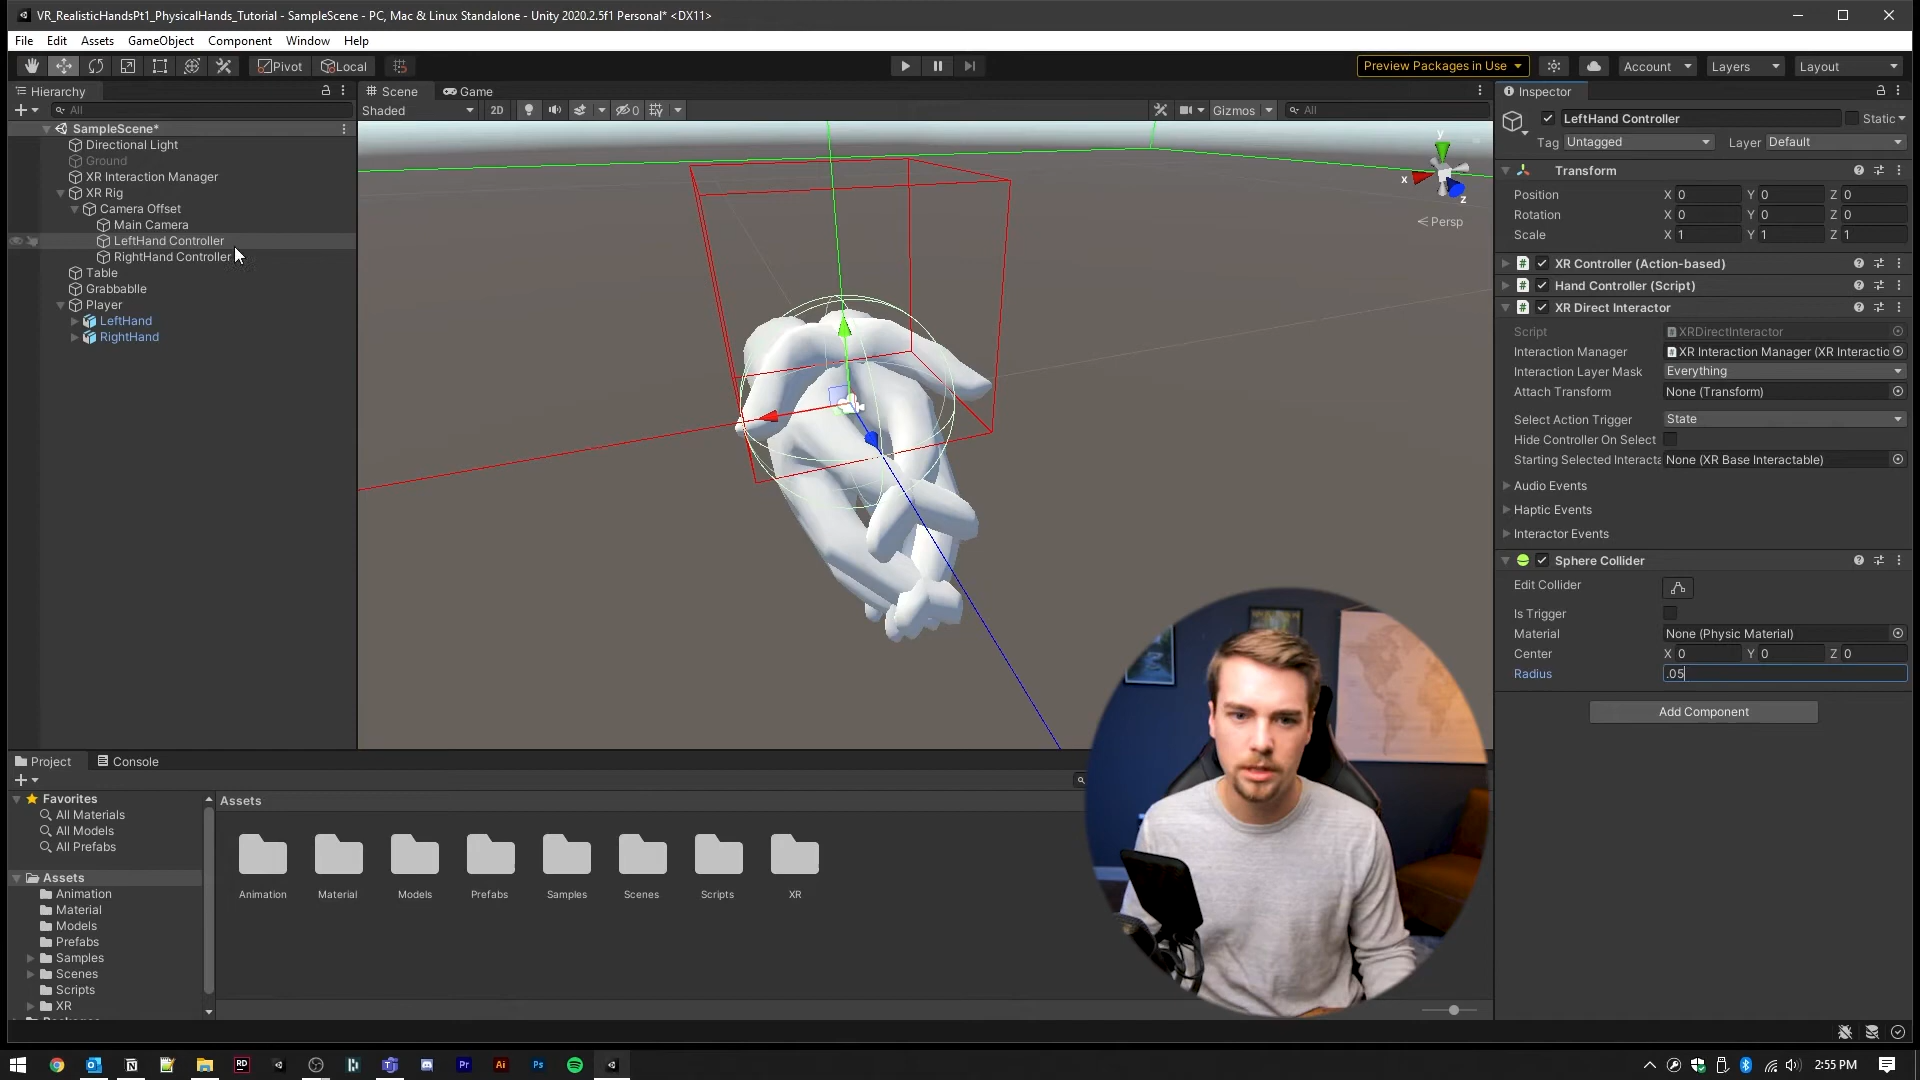 VR_RealisticHandsPt1_PhysicalHands_Tutorial - SampleScene - PC, Mac & Linux Standalone - Unity 2020.2.5f1 Personal* <DX11>
File Edit Assets GameObject Component Window Help
Pivot Local Preview Packages in Use Account Layers Layout
Hierarchy
All
SampleScene*
Directional Light
Ground
XR Interaction Manager
XR Rig
Camera Offset
Main Camera
LeftHand Controller
RightHand Controller
Table
Grabbablle
Player
LeftHand
RightHand
Scene Game
Shaded 2D 0 Gizmos All
y
x
z
Persp
Inspector
LeftHand Controller Static
Tag Untagged Layer Default
Transform
Position X 0 Y 0 Z 0
Rotation X 0 Y 0 Z 0
Scale X 1 Y 1 Z 1
XR Controller (Action-based)
Hand Controller (Script)
XR Direct Interactor
Script XRDirectInteractor
Interaction Manager XR Interaction Manager (XR Interactio
Interaction Layer Mask Everything
Attach Transform None (Transform)
Select Action Trigger State
Hide Controller On Select
Starting Selected Interacta None (XR Base Interactable)
Audio Events
Haptic Events
Interactor Events
Sphere Collider
Edit Collider
Is Trigger
Material None (Physic Material)
Center X 0 Y 0 Z 0
Radius .05
Add Component
Project Console
Favorites
All Materials
All Models
All Prefabs
Assets
Animation
Material
Models
Prefabs
Samples
Scenes
Scripts
XR
Assets
Animation Material Models Prefabs Samples Scenes Scripts XR
RD Pr Ai Ps
2:55 PM